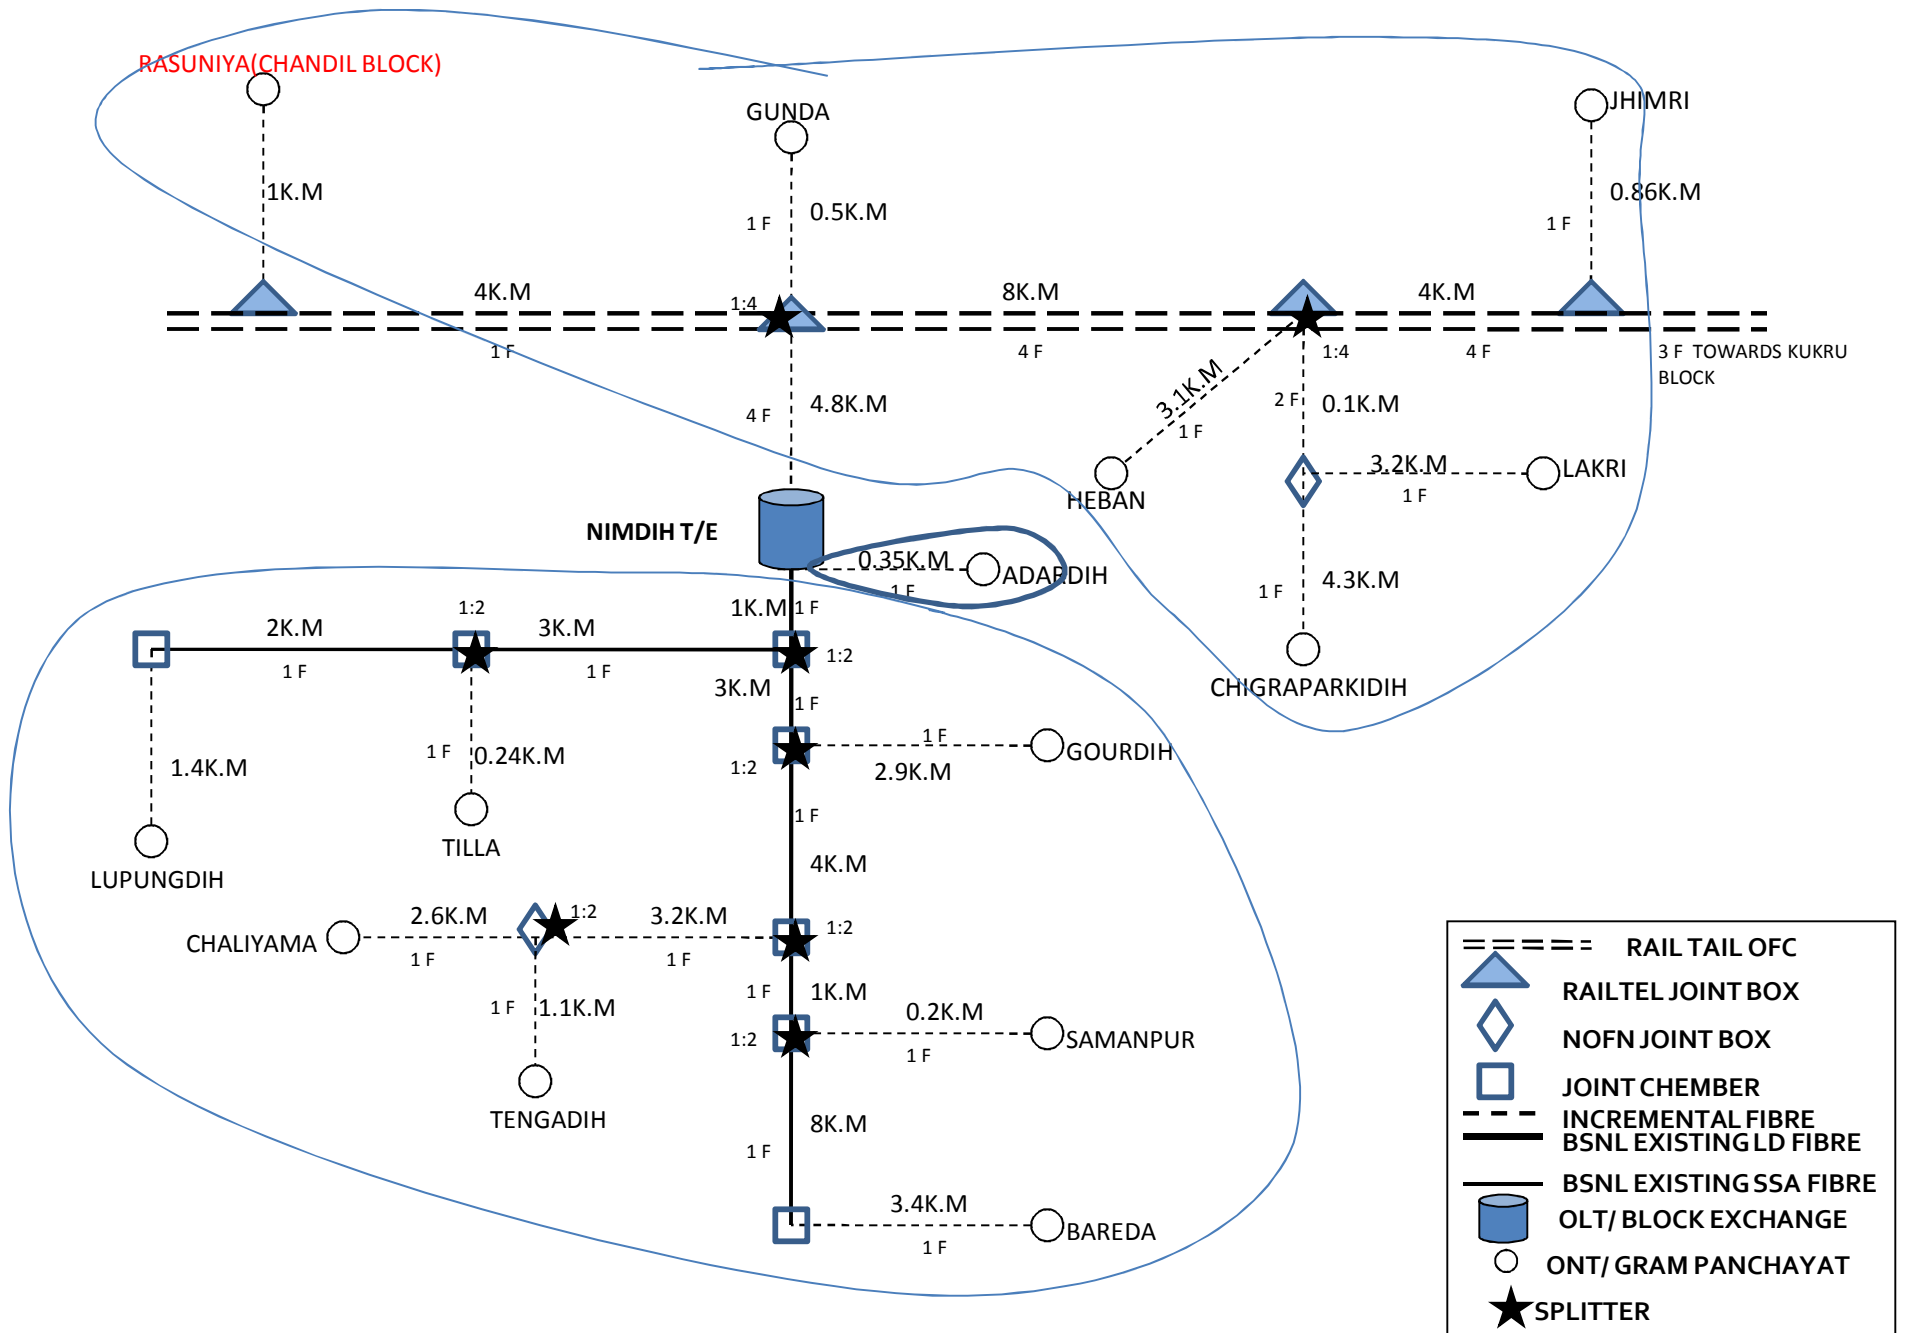 RASUNIYA(CHANDIL BLOCK)
GUNDA
JHIMRI
1K.M
0.5K.M
1 F
0.86K.M
1 F
4K.M
1:4
8K.M
4K.M
1 F
4 F
1:4
4 F
3 F TOWARDS KUKRU
BLOCK
4 F
4.8K.M
3.1K.M
1 F
2 F
0.1K.M
HEBAN
3.2K.M
1 F
LAKRI
NIMDIH T/E
0.35K.M
1 F
ADARDIH
1 F
4.3K.M
CHIGRAPARKIDIH
1:2
1K.M
1 F
2K.M
3K.M
1 F
1 F
1:2
3K.M
1 F
1.4K.M
1 F
0.24K.M
1:2
1 F
2.9K.M
GOURDIH
1 F
LUPUNGDIH
TILLA
4K.M
CHALIYAMA
2.6K.M
1 F
1:2
3.2K.M
1 F
1:2
1 F
1.1K.M
TENGADIH
1 F
1K.M
1:2
0.2K.M
1 F
SAMANPUR
8K.M
1 F
3.4K.M
1 F
BAREDA
RAIL TAIL OFC
RAILTEL JOINT BOX
NOFN JOINT BOX
JOINT CHEMBER
INCREMENTAL FIBRE
BSNL EXISTING LD FIBRE
BSNL EXISTING SSA FIBRE
OLT/ BLOCK EXCHANGE
ONT/ GRAM PANCHAYAT
SPLITTER